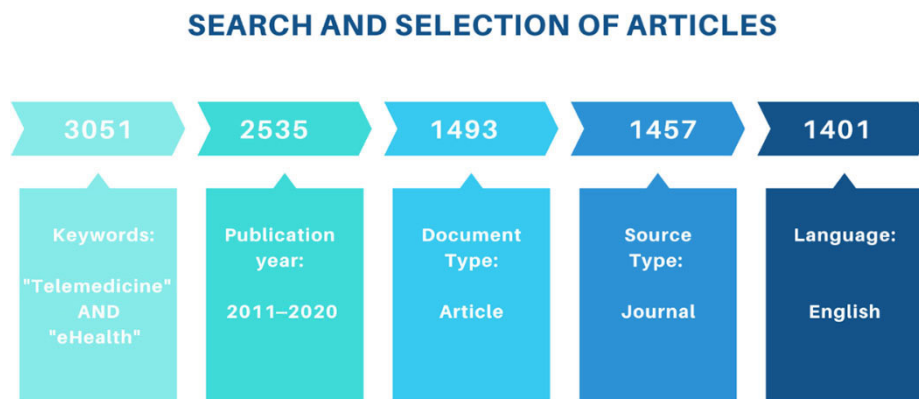 SEARCH AND SELECTION OF ARTICLES
3051
2535
1493
1457
1401
Keywords:
"Telemedicine"
AND
"eHealth"
Publication
year:
2011–2020
Document
Type:
Article
Source
Type:
Journal
Language:
English